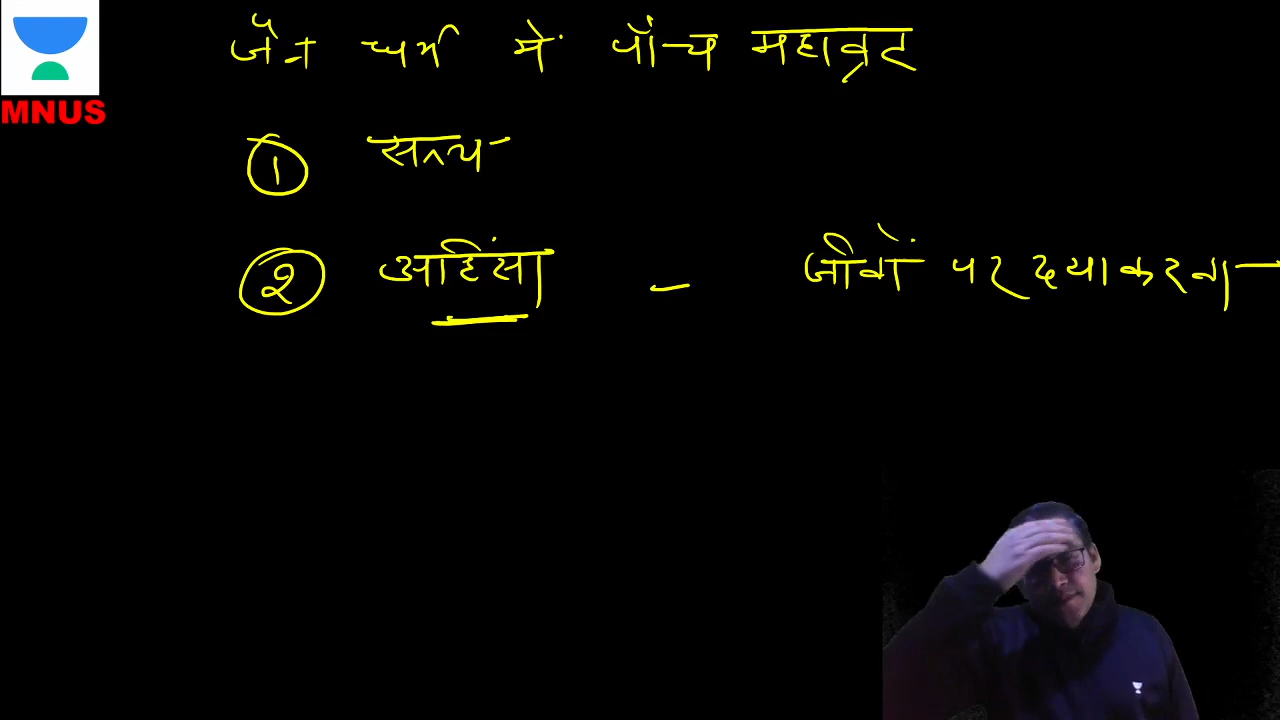 MNUS
जैन धर्म में पाँच महाव्रत
1 सत्य
2 अहिंसा - जीवों पर दया करना -